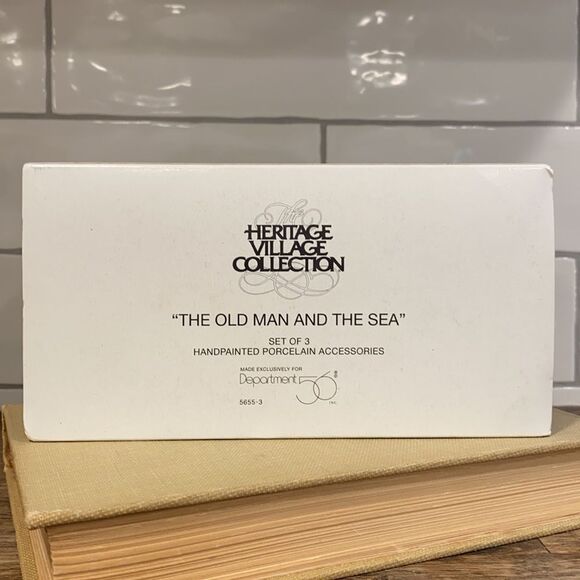 The
HERITAGE
VILLAGE
COLLECTION
"THE OLD MAN AND THE SEA"
SET OF 3
HANDPAINTED PORCELAIN ACCESSORIES
MADE EXCLUSIVELY FOR
Department 56®
INC.
5655-3